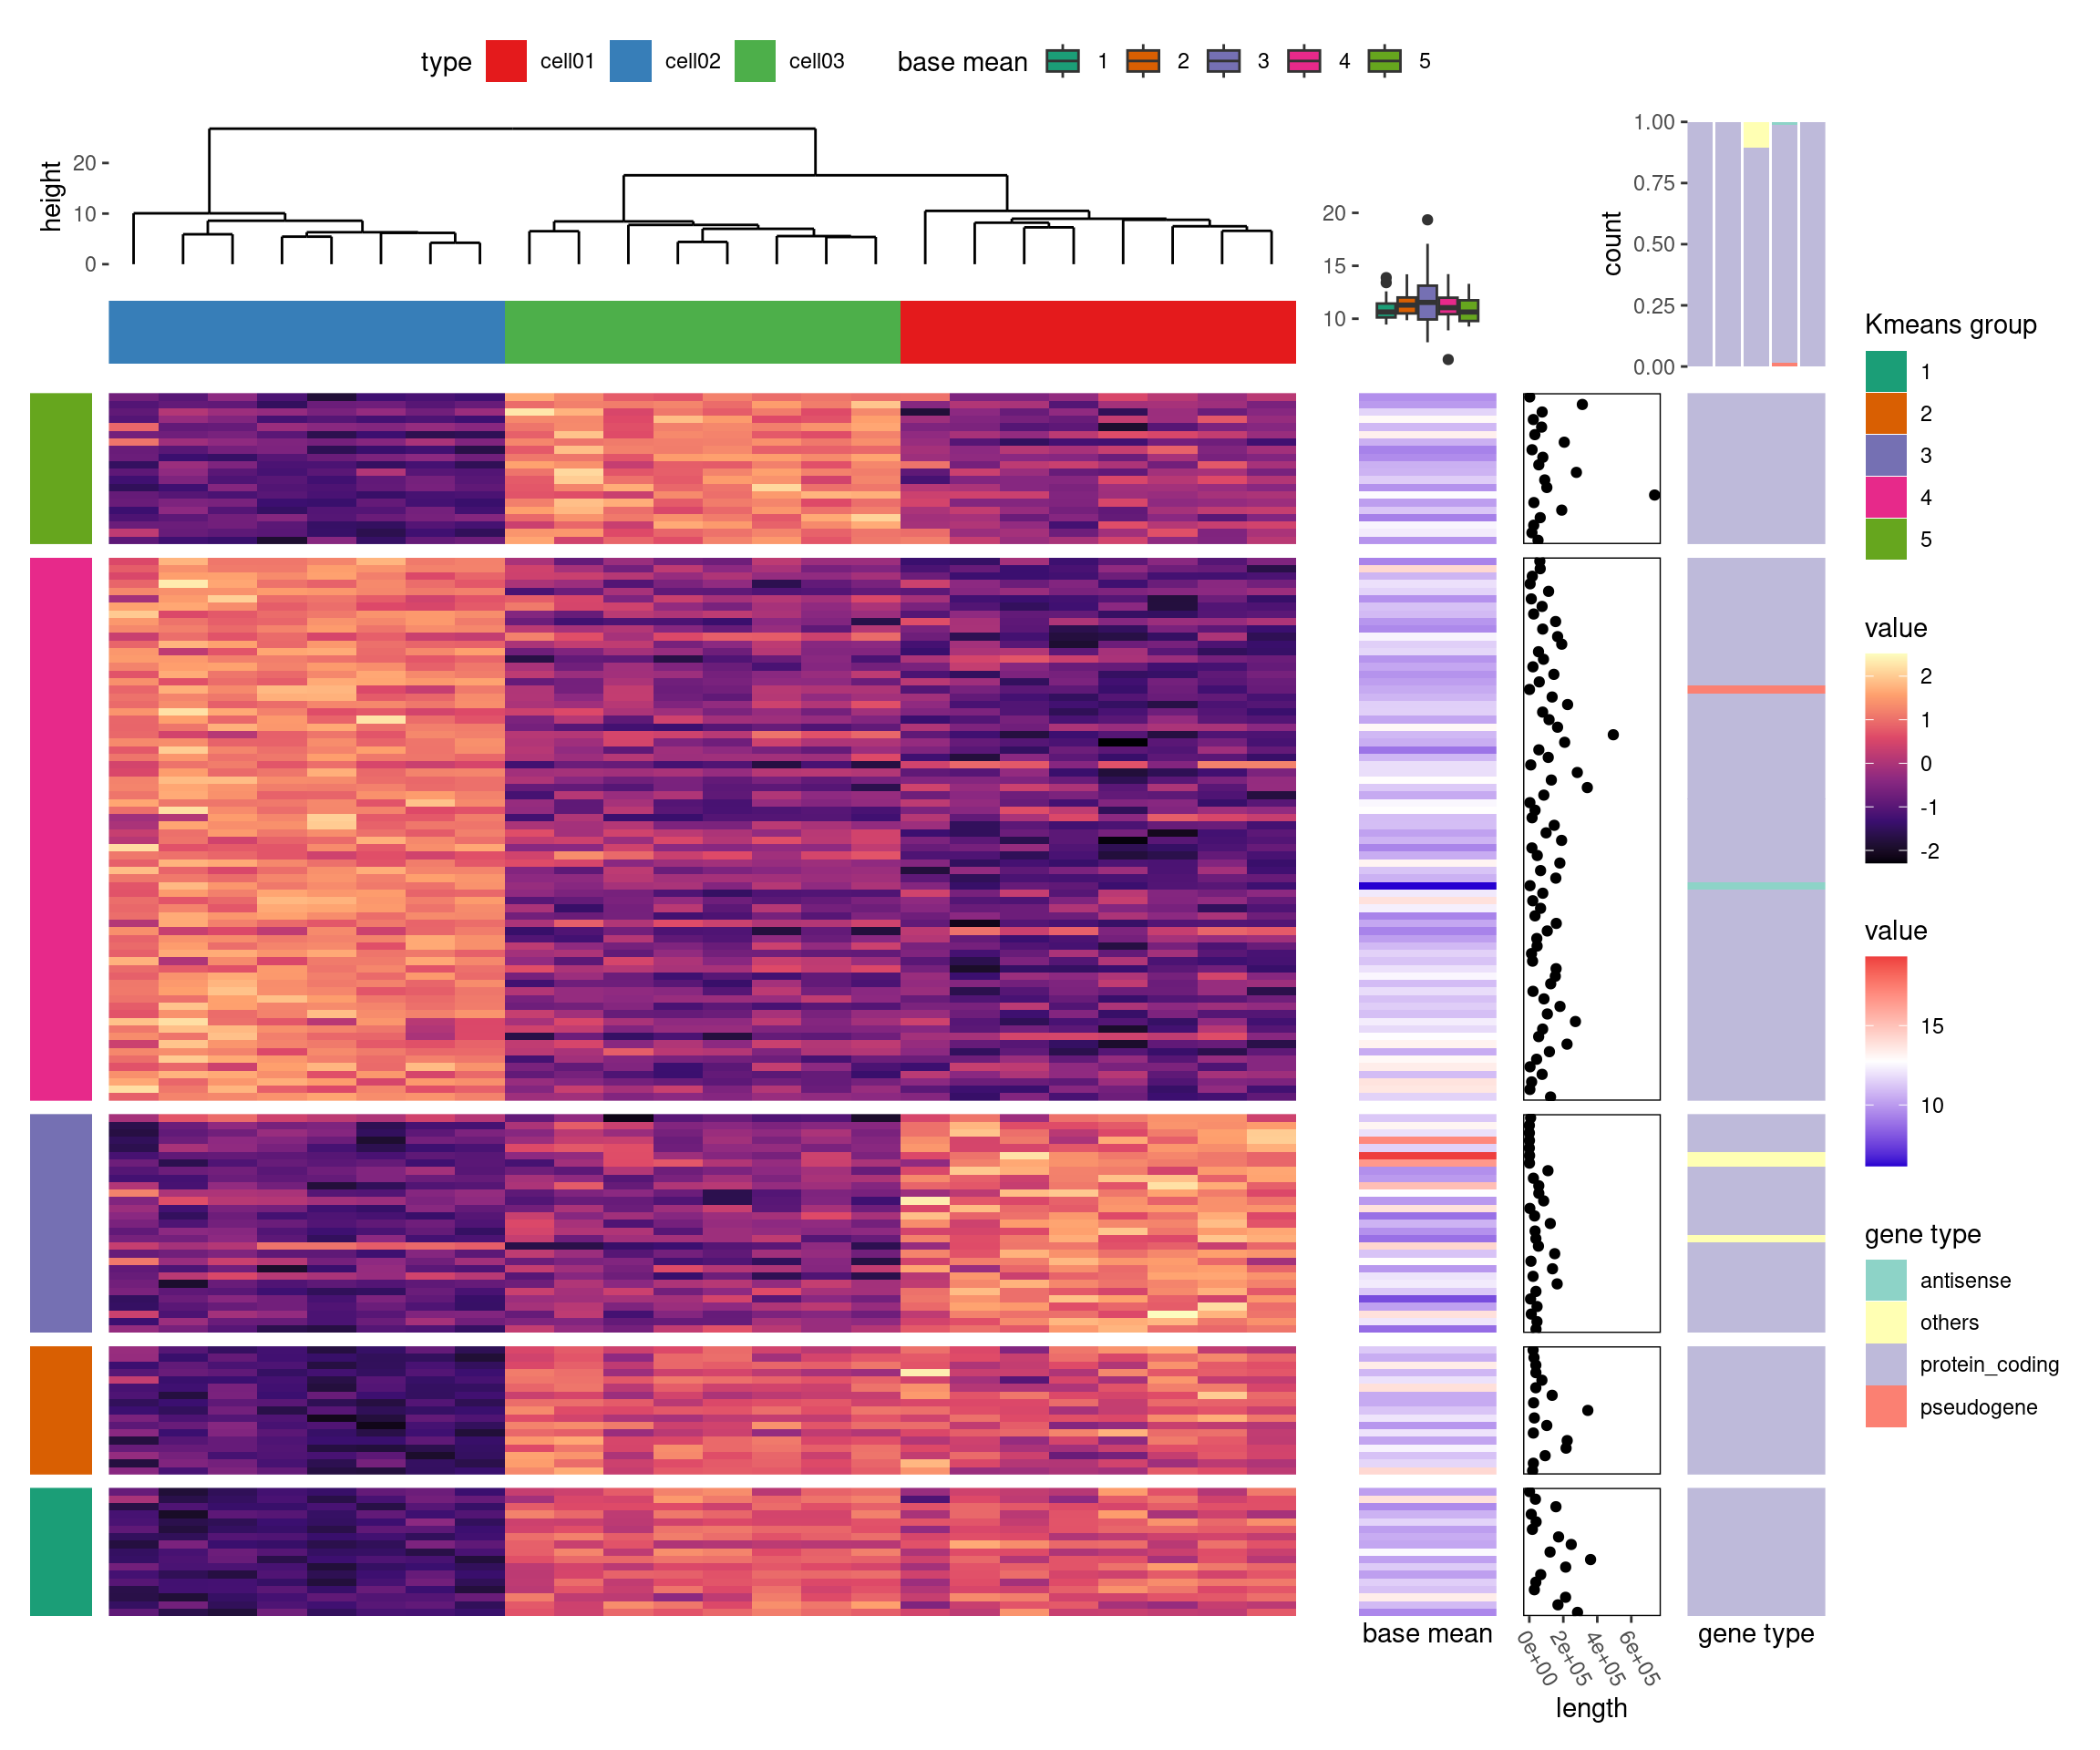 type cell01 cell02 cell03 base mean 1 2 3 4 5
height
20
10
0
20
15
10
count
1.00
0.75
0.50
0.25
0.00
Kmeans group
1
2
3
4
5
value
2
1
0
-1
-2
value
15
10
gene type
antisense
others
protein_coding
pseudogene
base mean
0e+00 2e+05 4e+05 6e+05
length
gene type